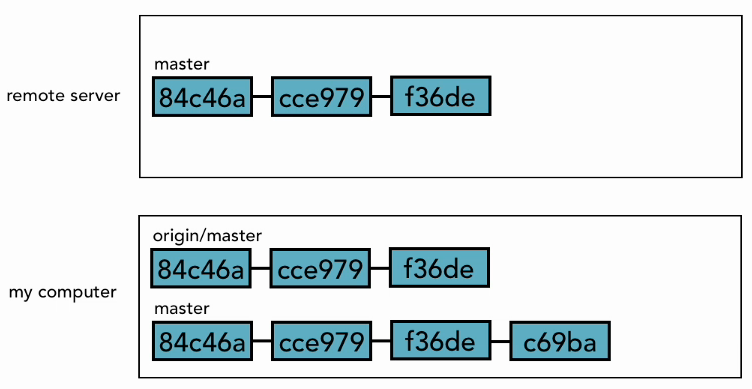 master
remote server
84c46a cce979 f36de
origin/master
84c46a cce979 f36de
my computer
master
84c46a cce979 f36de c69ba